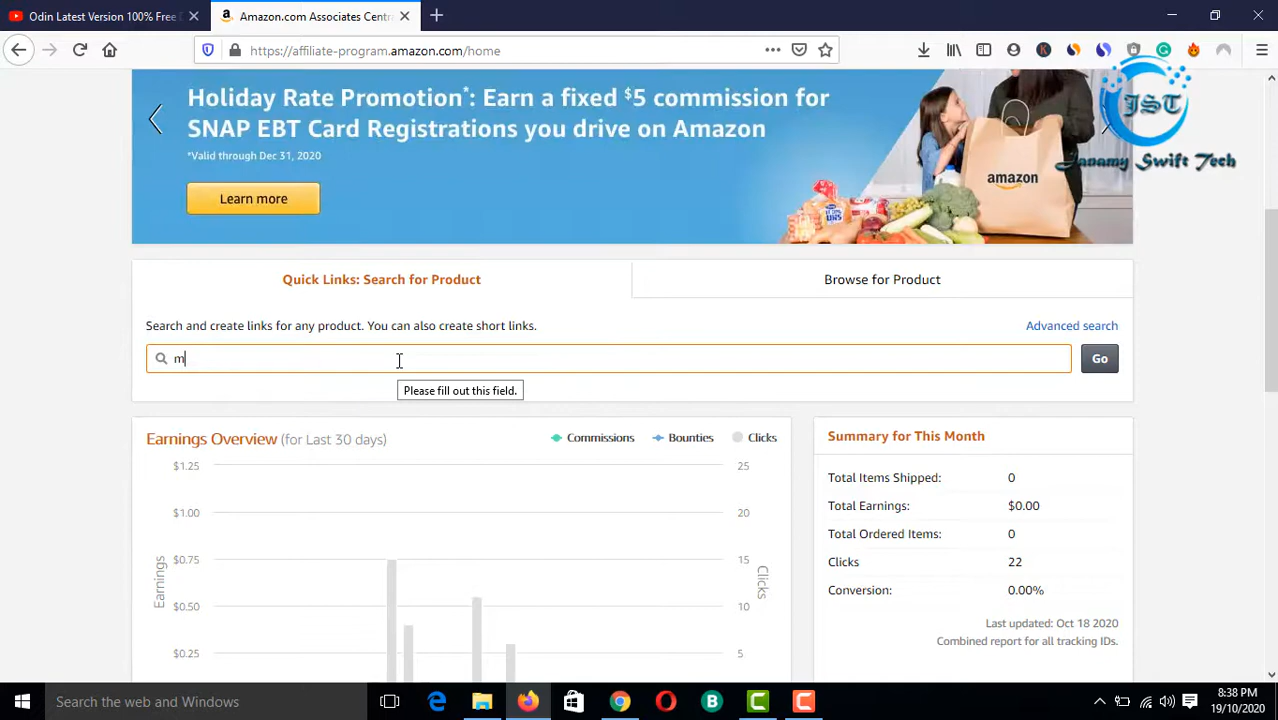 Odin Latest Version 100% Free D
Amazon.com Associates Centr
https://affiliate-program.amazon.com/home
JST
Janamy Swift Tech
Holiday Rate Promotion*: Earn a fixed $5 commission for
SNAP EBT Card Registrations you drive on Amazon
*Valid through Dec 31, 2020
Learn more
amazon
Quick Links: Search for Product
Browse for Product
Search and create links for any product. You can also create short links.
Advanced search
m
Go
Please fill out this field.
Earnings Overview (for Last 30 days)
Commissions
Bounties
Clicks
$1.25
25
$1.00
20
$0.75
15
$0.50
10
$0.25
5
Earnings
Clicks
Summary for This Month
Total Items Shipped: 0
Total Earnings: $0.00
Total Ordered Items: 0
Clicks 22
Conversion: 0.00%
Last updated: Oct 18 2020
Combined report for all tracking IDs.
Search the web and Windows
8:38 PM
19/10/2020